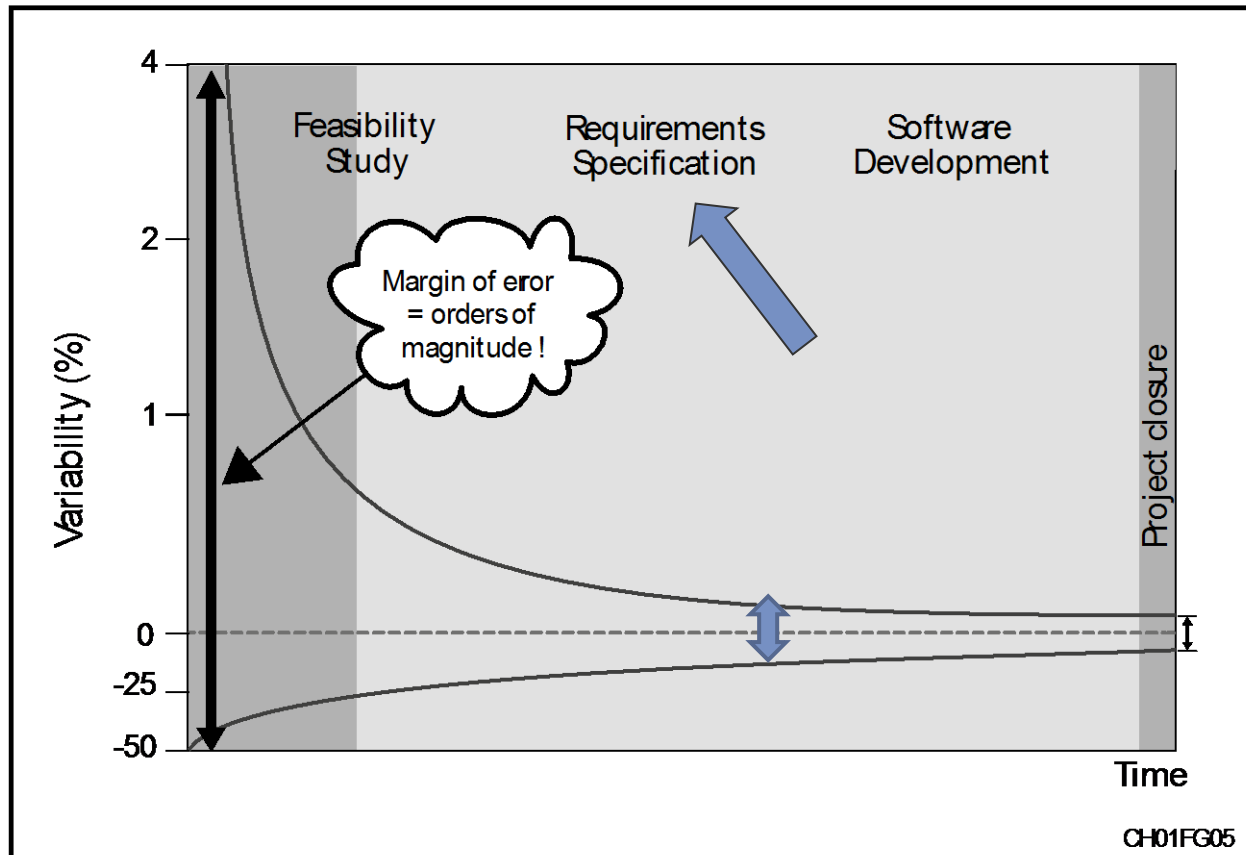 4
2
1
0
-25
-50
Variability (%)
Feasibility
Study
Requirements
Specification
Software
Development
Margin of error
= orders of
magnitude !
Project closure
Time
CH01FG05